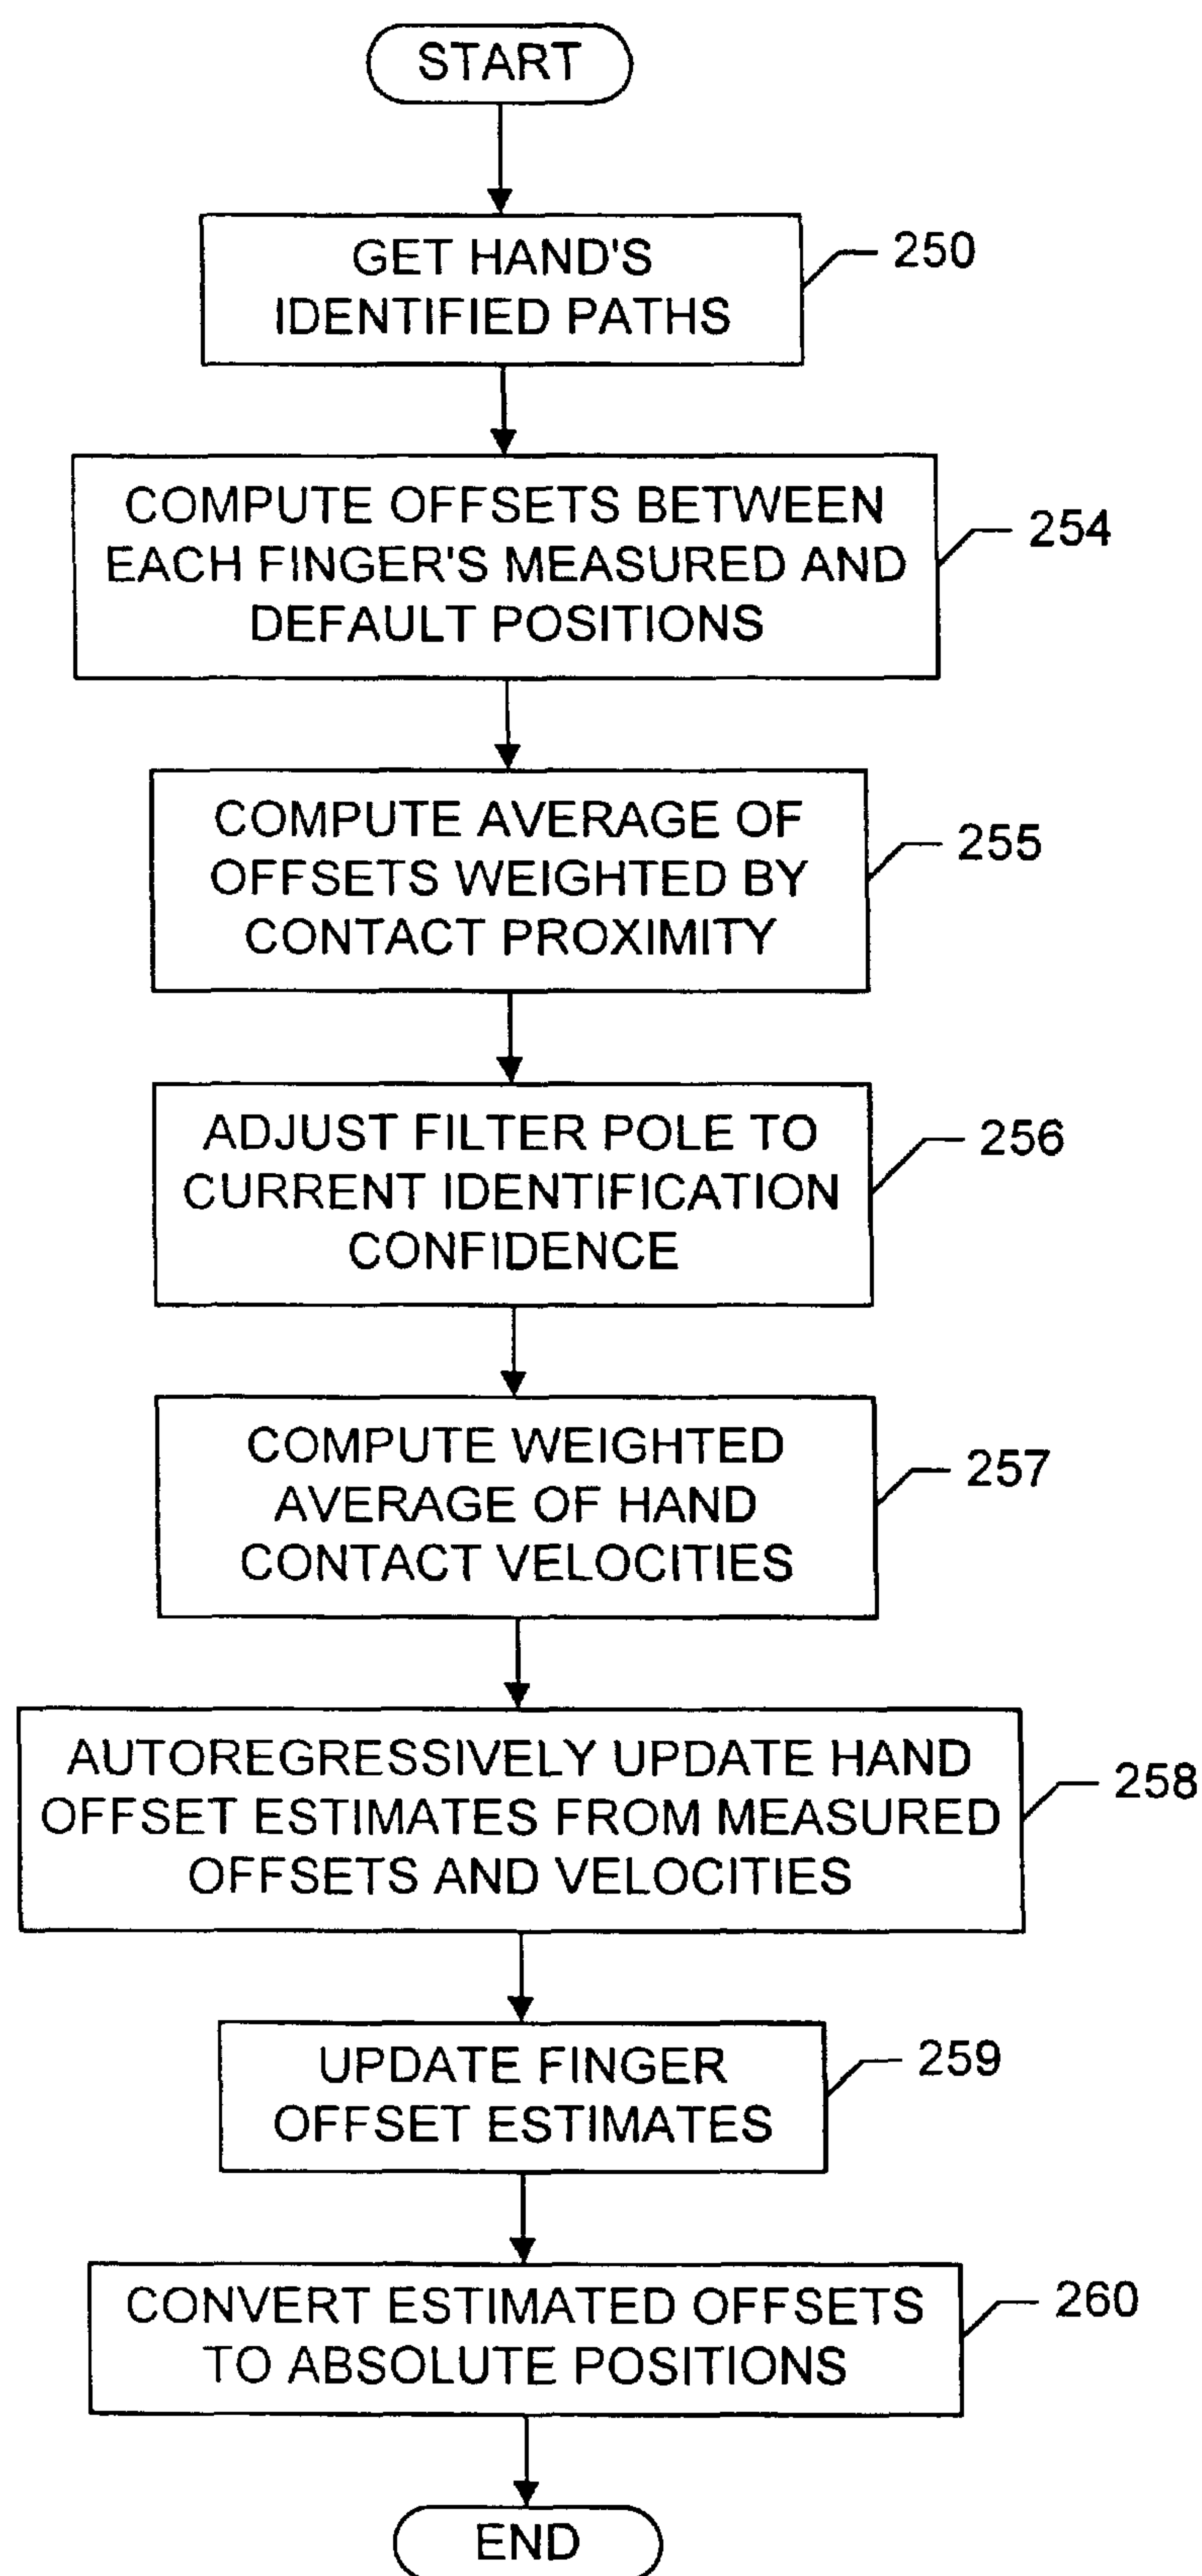 START
GET HAND'S
IDENTIFIED PATHS
250
COMPUTE OFFSETS BETWEEN
EACH FINGER'S MEASURED AND
DEFAULT POSITIONS
254
COMPUTE AVERAGE OF
OFFSETS WEIGHTED BY
CONTACT PROXIMITY
255
ADJUST FILTER POLE TO
CURRENT IDENTIFICATION
CONFIDENCE
256
COMPUTE WEIGHTED
AVERAGE OF HAND
CONTACT VELOCITIES
257
AUTOREGRESSIVELY UPDATE HAND
OFFSET ESTIMATES FROM MEASURED
OFFSETS AND VELOCITIES
258
UPDATE FINGER
OFFSET ESTIMATES
259
CONVERT ESTIMATED OFFSETS
TO ABSOLUTE POSITIONS
260
END